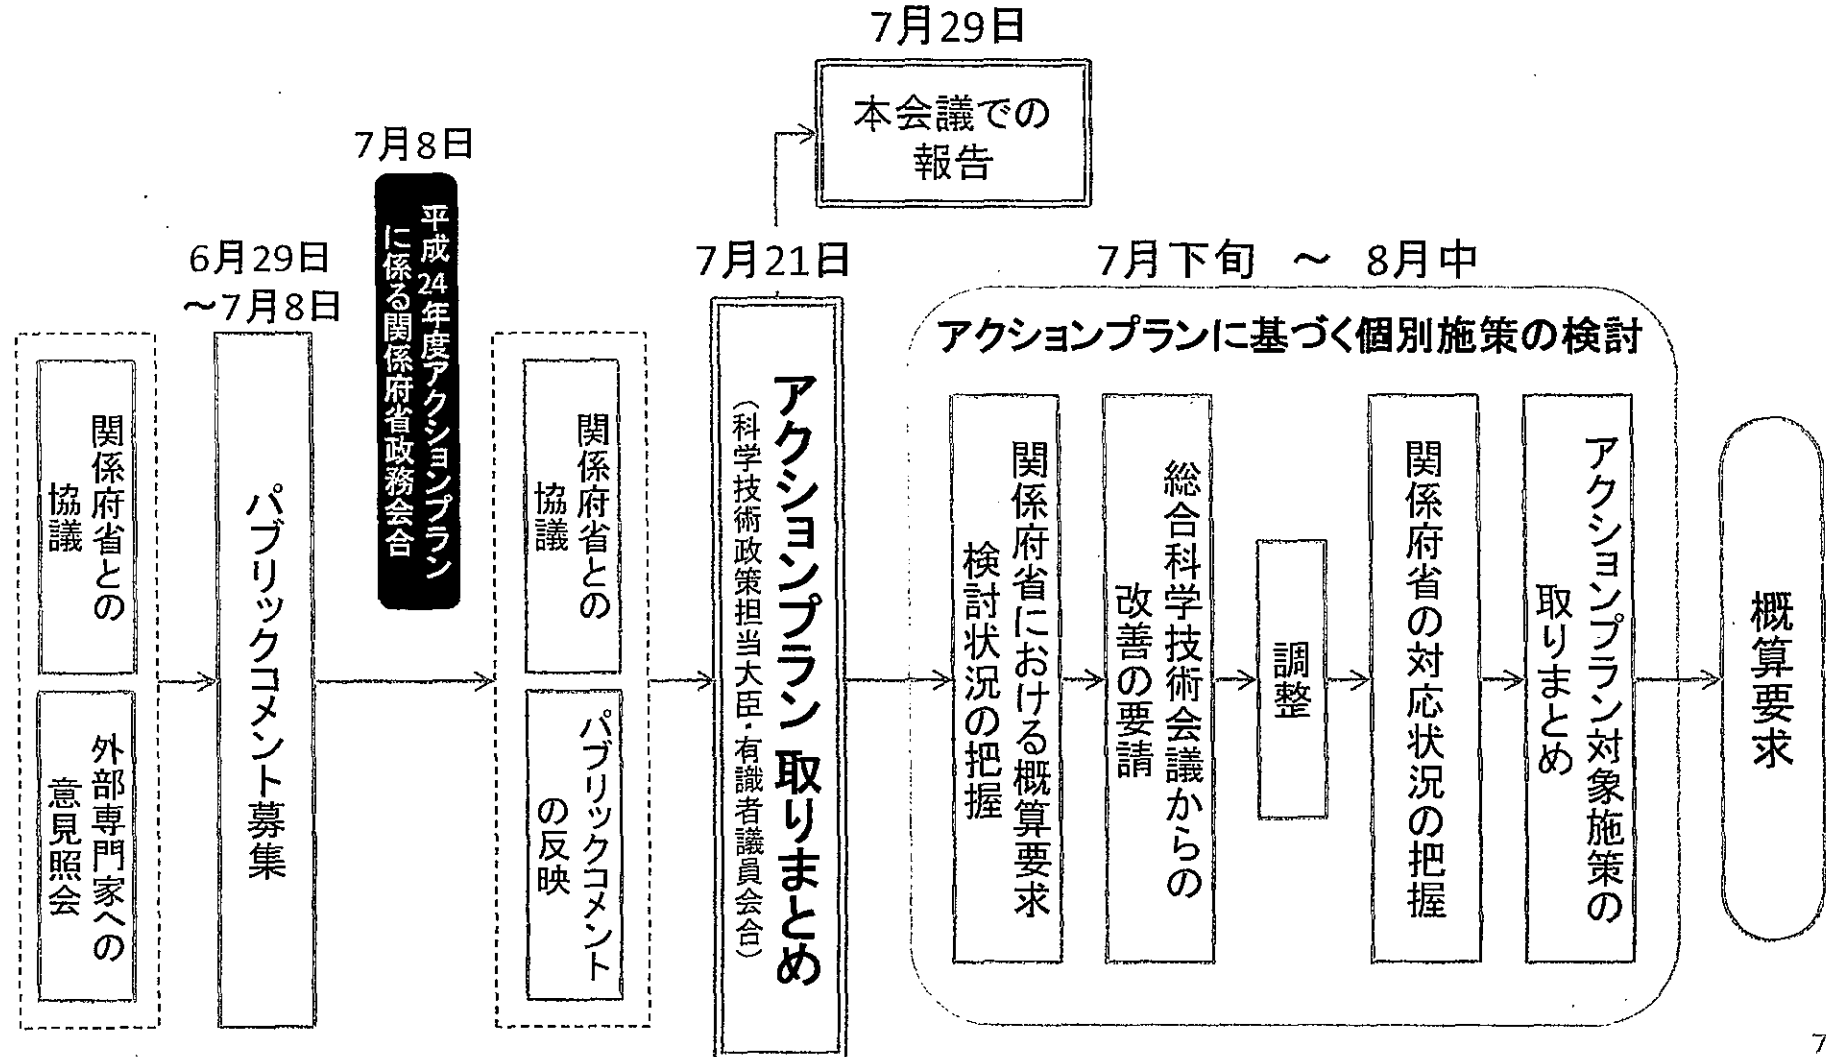 7月29日
本会議での
報告
7月8日
平成24年度アクションプラン
に係る関係府省政務会合
6月29日
～7月8日
7月21日
7月下旬 ～ 8月中
アクションプランに基づく個別施策の検討
関係府省との
協議
外部専門家への
意見照会
パブリックコメント募集
関係府省との
協議
パブリックコメント
の反映
アクションプラン 取りまとめ
（科学技術政策担当大臣・有識者議員会合）
関係府省における概算要求
検討状況の把握
総合科学技術会議からの
改善の要請
調整
関係府省の対応状況の把握
アクションプラン対象施策の
取りまとめ
概算要求
7